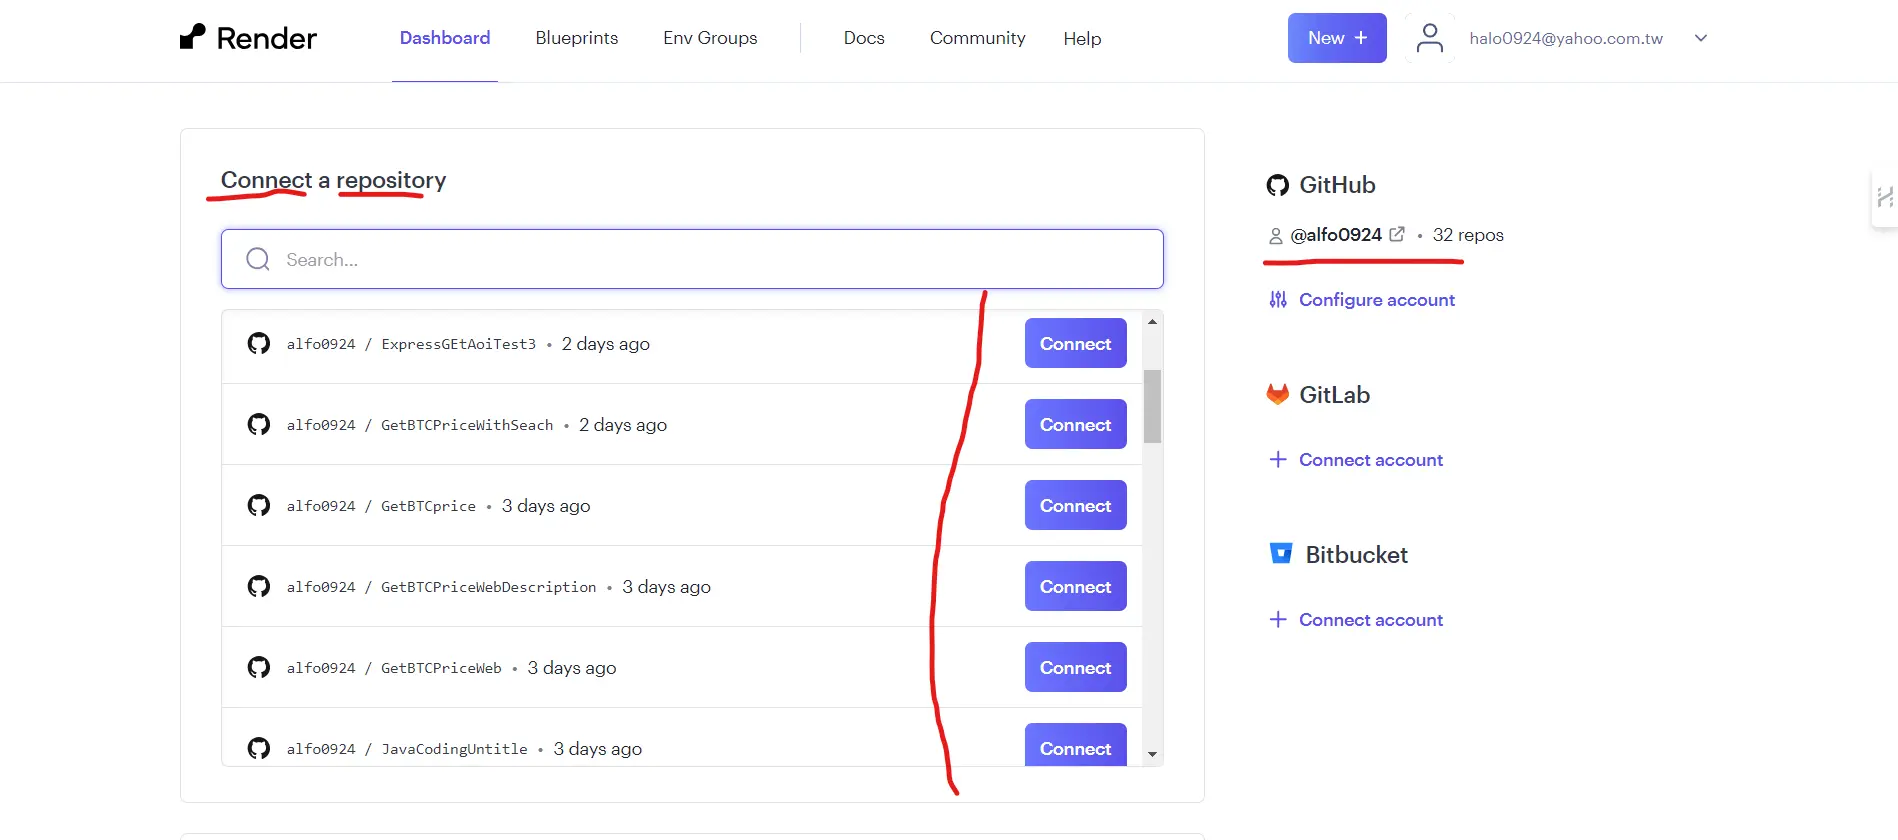 Render
Dashboard
Blueprints
Env Groups
Docs
Community
Help
New +
halo0924@yahoo.com.tw
Connect a repository
Search...
alfo0924 / ExpressGEtAoiTest3 • 2 days ago
Connect
alfo0924 / GetBTCPriceWithSeach • 2 days ago
Connect
alfo0924 / GetBTCprice • 3 days ago
Connect
alfo0924 / GetBTCPriceWebDescription • 3 days ago
Connect
alfo0924 / GetBTCPriceWeb • 3 days ago
Connect
alfo0924 / JavaCodingUntitle • 3 days ago
Connect
GitHub
@alfo0924 • 32 repos
Configure account
GitLab
+ Connect account
Bitbucket
+ Connect account